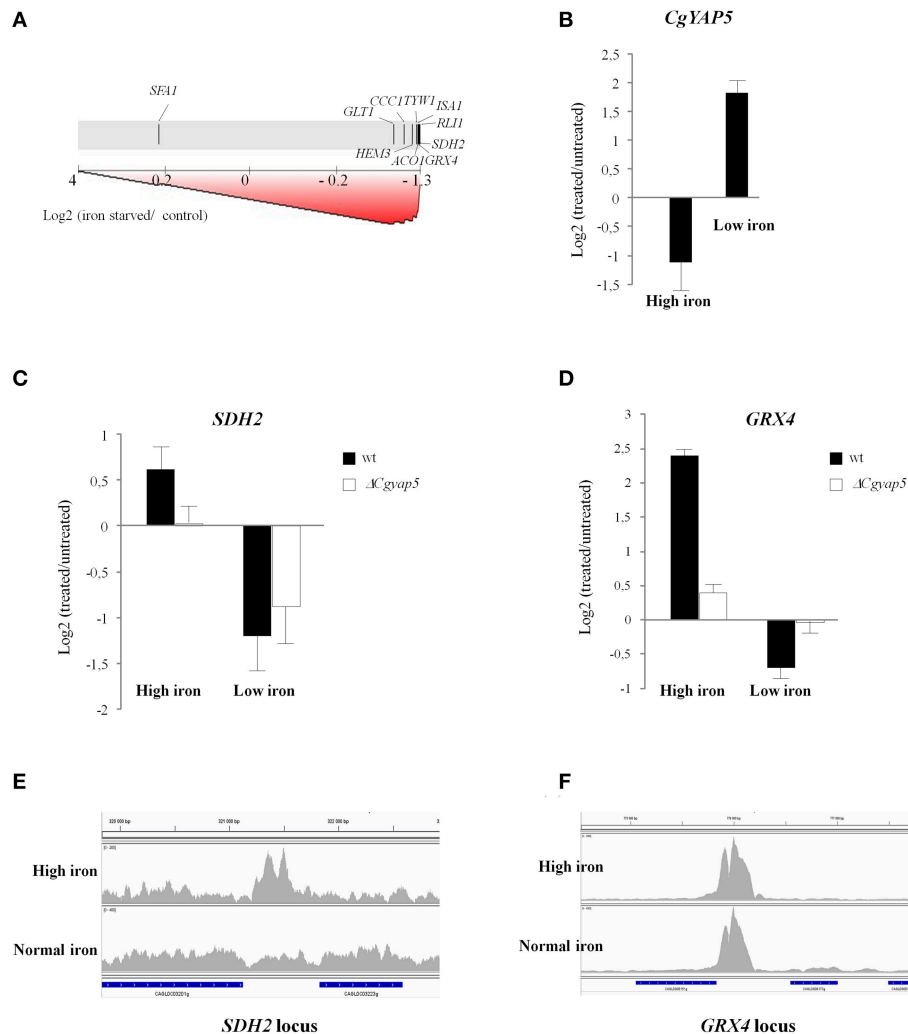 A
SFA1
CCC1 TYW1
GLT1
ISA1
RLI1
HEM3
SDH2
ACO1 GRX4
4
0.2
0
- 0.2
-1.3
Log2 (iron starved/ control)
B
CgYAP5
Log2 (treated/untreated)
2,5
2
1,5
1
0,5
0
-0,5
-1
-1,5
Low iron
High iron
C
SDH2
Log2 (treated/untreated)
1
0,5
0
-0,5
-1
-1,5
-2
wt
ΔCgyap5
High iron
Low iron
D
GRX4
Log2 (treated/untreated)
3
2,5
2
1,5
1
0,5
0
-0,5
-1
wt
ΔCgyap5
High iron
Low iron
E
320 000 bp
321 000 bp
322 000 bp
High iron
Normal iron
SDH2 locus
F
High iron
Normal iron
GRX4 locus